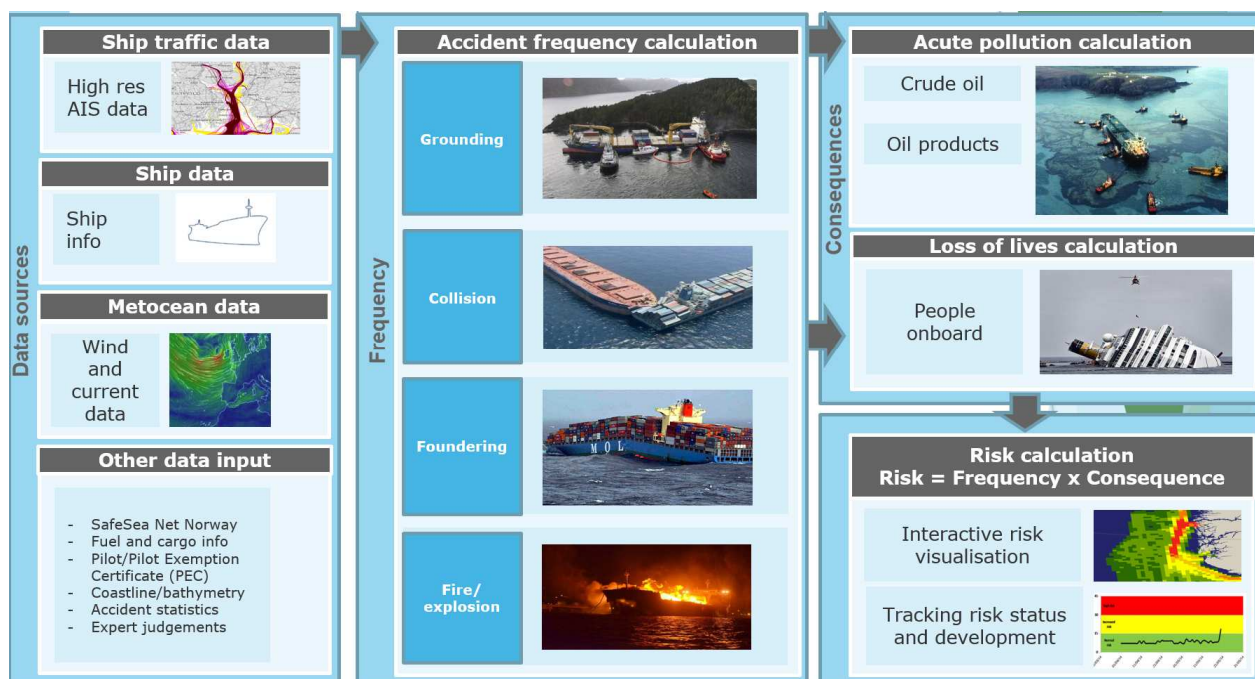 Data sources
Ship traffic data
High res
AIS data
Ship data
Ship
info
Metocean data
Wind
and
current
data
Other data input
- SafeSea Net Norway
- Fuel and cargo info
- Pilot/Pilot Exemption
Certificate (PEC)
- Coastline/bathymetry
- Accident statistics
- Expert judgements
Frequency
Accident frequency calculation
Grounding
Collision
Foundering
MOL
Fire/
explosion
Consequences
Acute pollution calculation
Crude oil
Oil products
Loss of lives calculation
People
onboard
Risk calculation
Risk = Frequency x Consequence
Interactive risk
visualisation
Tracking risk status
and development